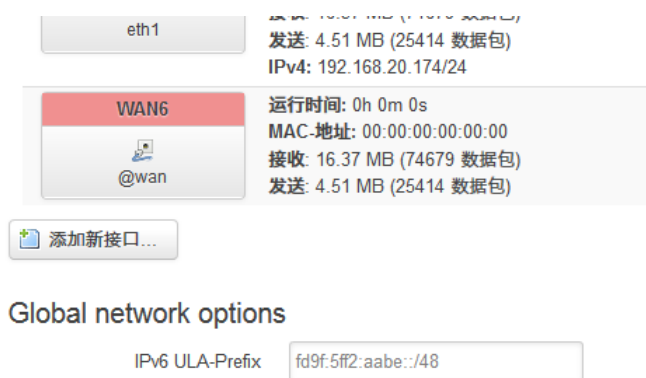 eth1
发送: 4.51 MB (25414 数据包)
IPv4: 192.168.20.174/24
WAN6
@wan
运行时间: 0h 0m 0s
MAC-地址: 00:00:00:00:00:00
接收: 16.37 MB (74679 数据包)
发送: 4.51 MB (25414 数据包)
添加新接口...
Global network options
IPv6 ULA-Prefix fd9f:5ff2:aabe::/48